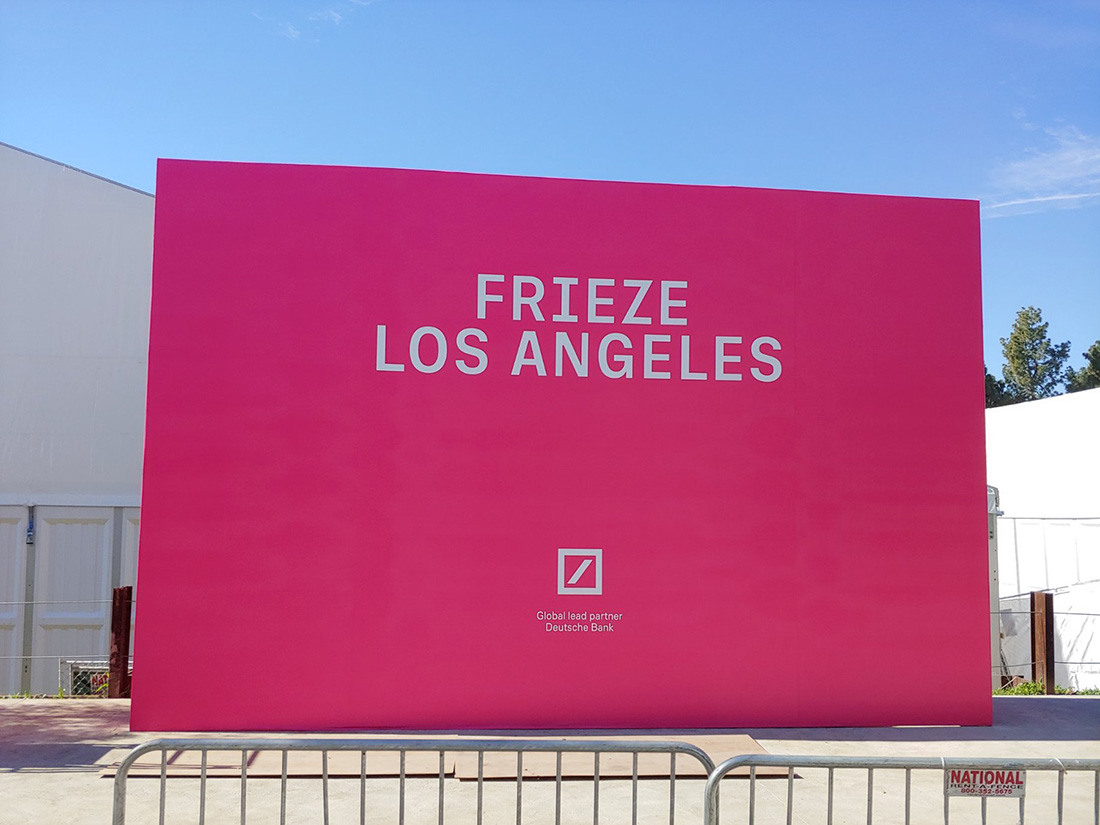 FRIEZE
LOS ANGELES
Global lead partner
Deutsche Bank
NATIONAL
RENT-A-FENCE
800-352-5675